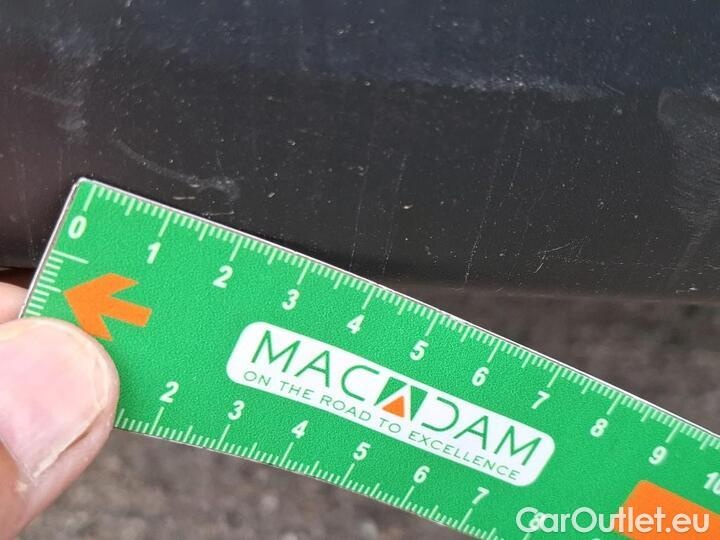 0 1 2 3 4 5 6 7 8 9 10
MACADAM
ON THE ROAD TO EXCELLENCE
2 3 4 5 6 7 8
CarOutlet.eu